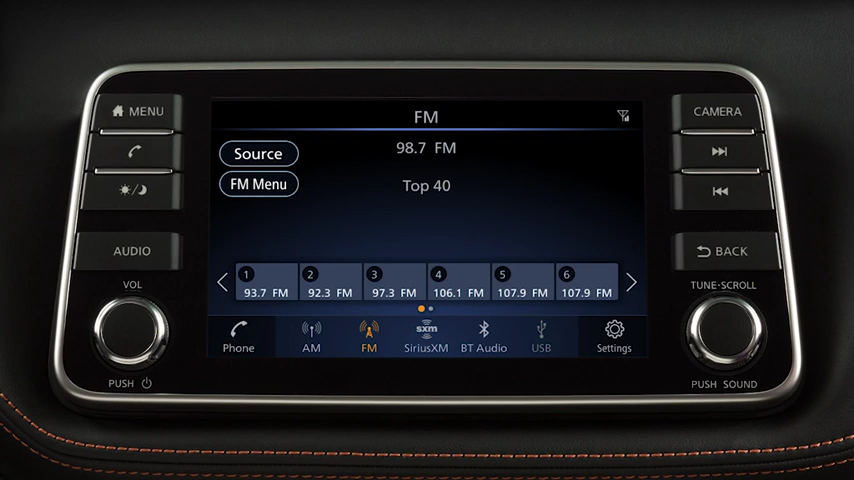 MENU
AUDIO
VOL
PUSH
FM
98.7 FM
Source
FM Menu
Top 40
1
93.7 FM
2
92.3 FM
3
97.3 FM
4
106.1 FM
5
107.9 FM
6
107.9 FM
Phone
AM
FM
sxm
SiriusXM
BT Audio
USB
Settings
CAMERA
BACK
TUNE·SCROLL
PUSH SOUND